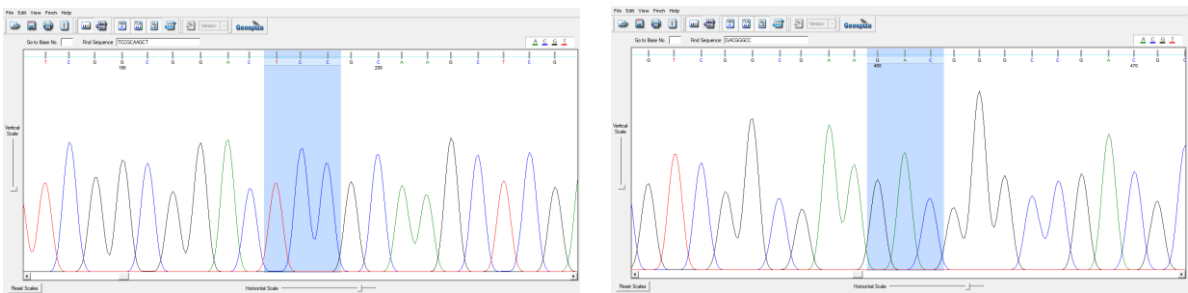 File Edit View Finch Help
Version
Geospiza
Go to Base No. Find Sequence TCCGCAAGCT
A C G T
T C G G C G G A C T C C G C A A G C T C G
190 200
Vertical Scale
Reset Scales Horizontal Scale
File Edit View Finch Help
Version
Geospiza
Go to Base No. Find Sequence GACGGGCC
A C G T
G T C G G C G A A G A C G G G C C G A C G C
460 470
Vertical Scale
Reset Scales Horizontal Scale